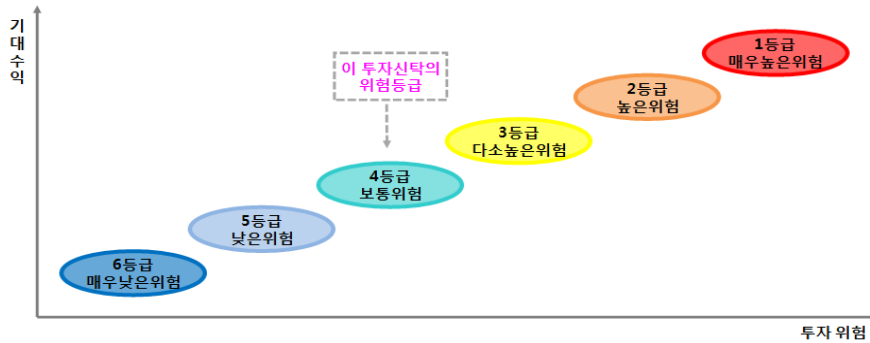 기대수익
1등급
매우높은위험
이 투자신탁의
위험등급
2등급
높은위험
3등급
다소높은위험
4등급
보통위험
5등급
낮은위험
6등급
매우낮은위험
투자 위험